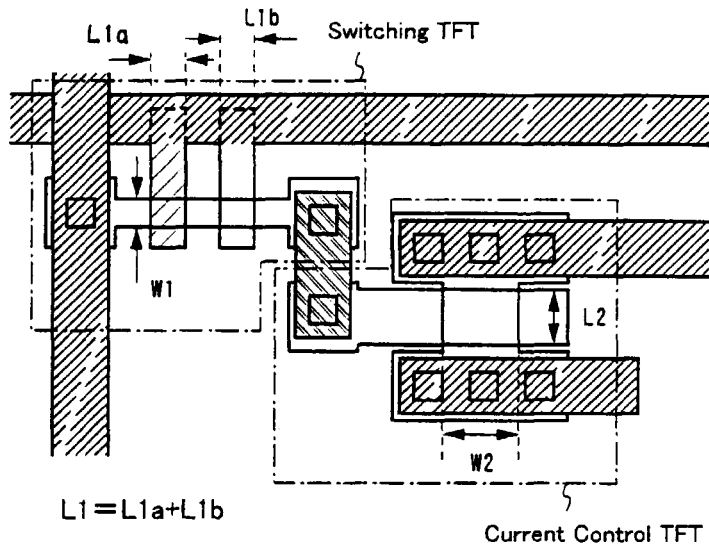 L1b
Switching TFT
L1a
W1
L2
W2
L1=L1a+L1b
Current Control TFT